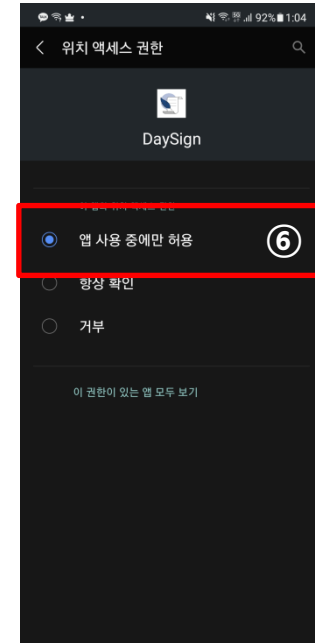 92% 1:04
위치 액세스 권한
DaySign
앱 사용 중에만 허용
⑥
항상 확인
거부
이 권한이 있는 앱 모두 보기